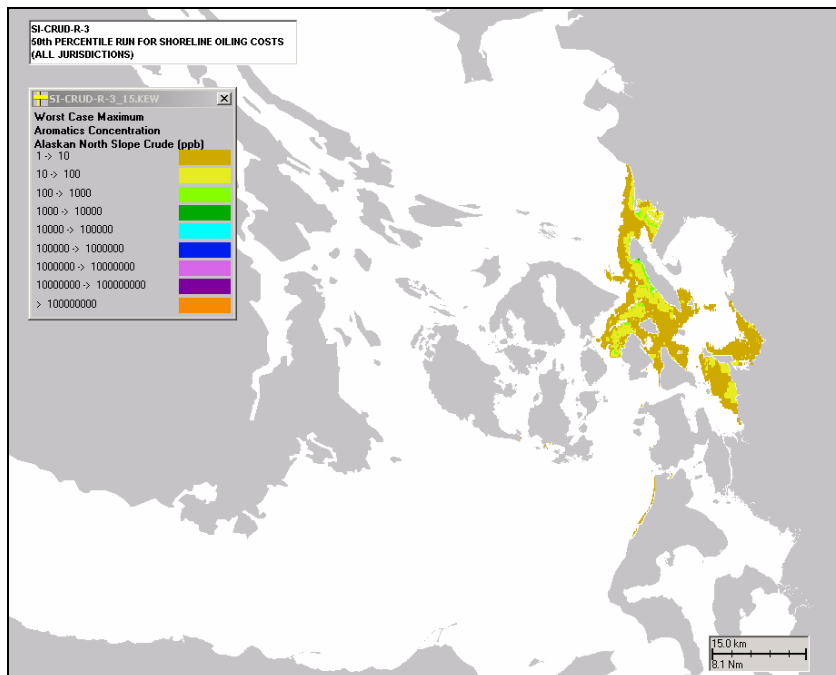 SI-CRUD-R-3
50th PERCENTILE RUN FOR SHORELINE OILING COSTS
(ALL JURISDICTIONS)
SI-CRUD-R-3_15.KEW
Worst Case Maximum
Aromatics Concentration
Alaskan North Slope Crude (ppb)
1 -> 10
10 -> 100
100 -> 1000
1000 -> 10000
10000 -> 100000
100000 -> 1000000
1000000 -> 10000000
10000000 -> 100000000
> 100000000
15.0 km
8.1 Nm